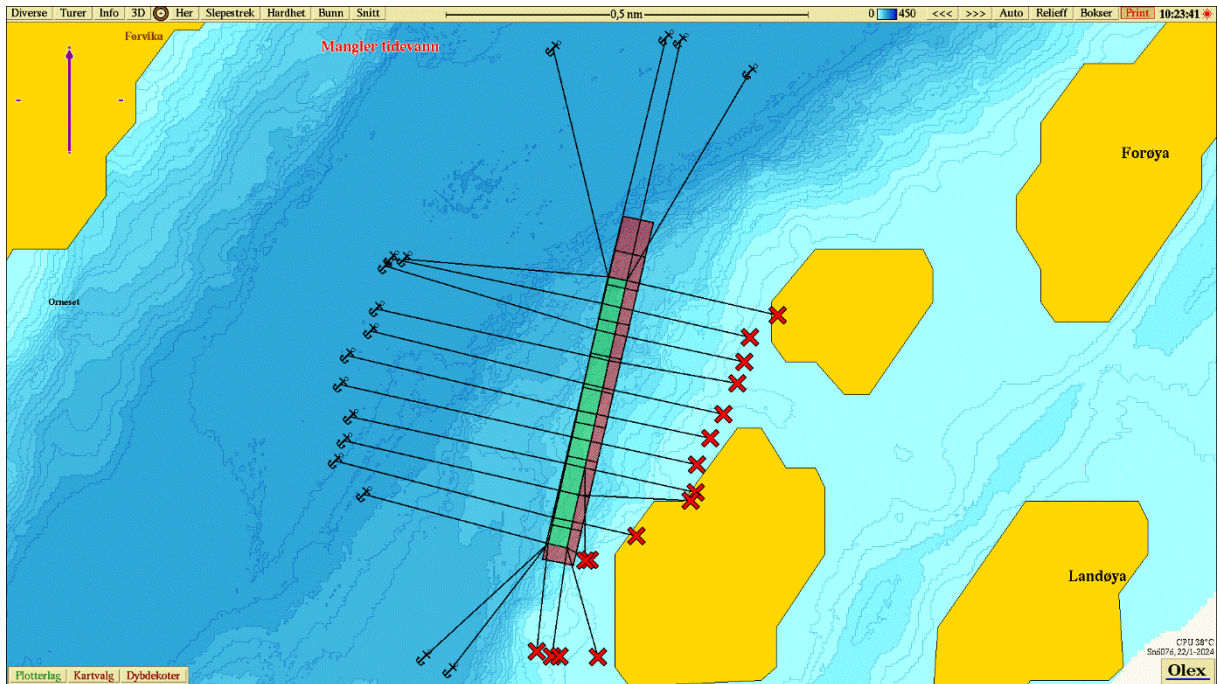 Diverse Turer Info 3D Her Slepestrek Hardhet Bunn Snitt 0,5 nm 0 450 <<< >>> Auto Relieff Bokser Print 10:23:41
Forvika
Mangler tidevann
Forøya
Orneset
Landøya
CPU 38°C
Sn6076, 22/1-2024
Plotterlag Kartvalg Dybdekoter Olex